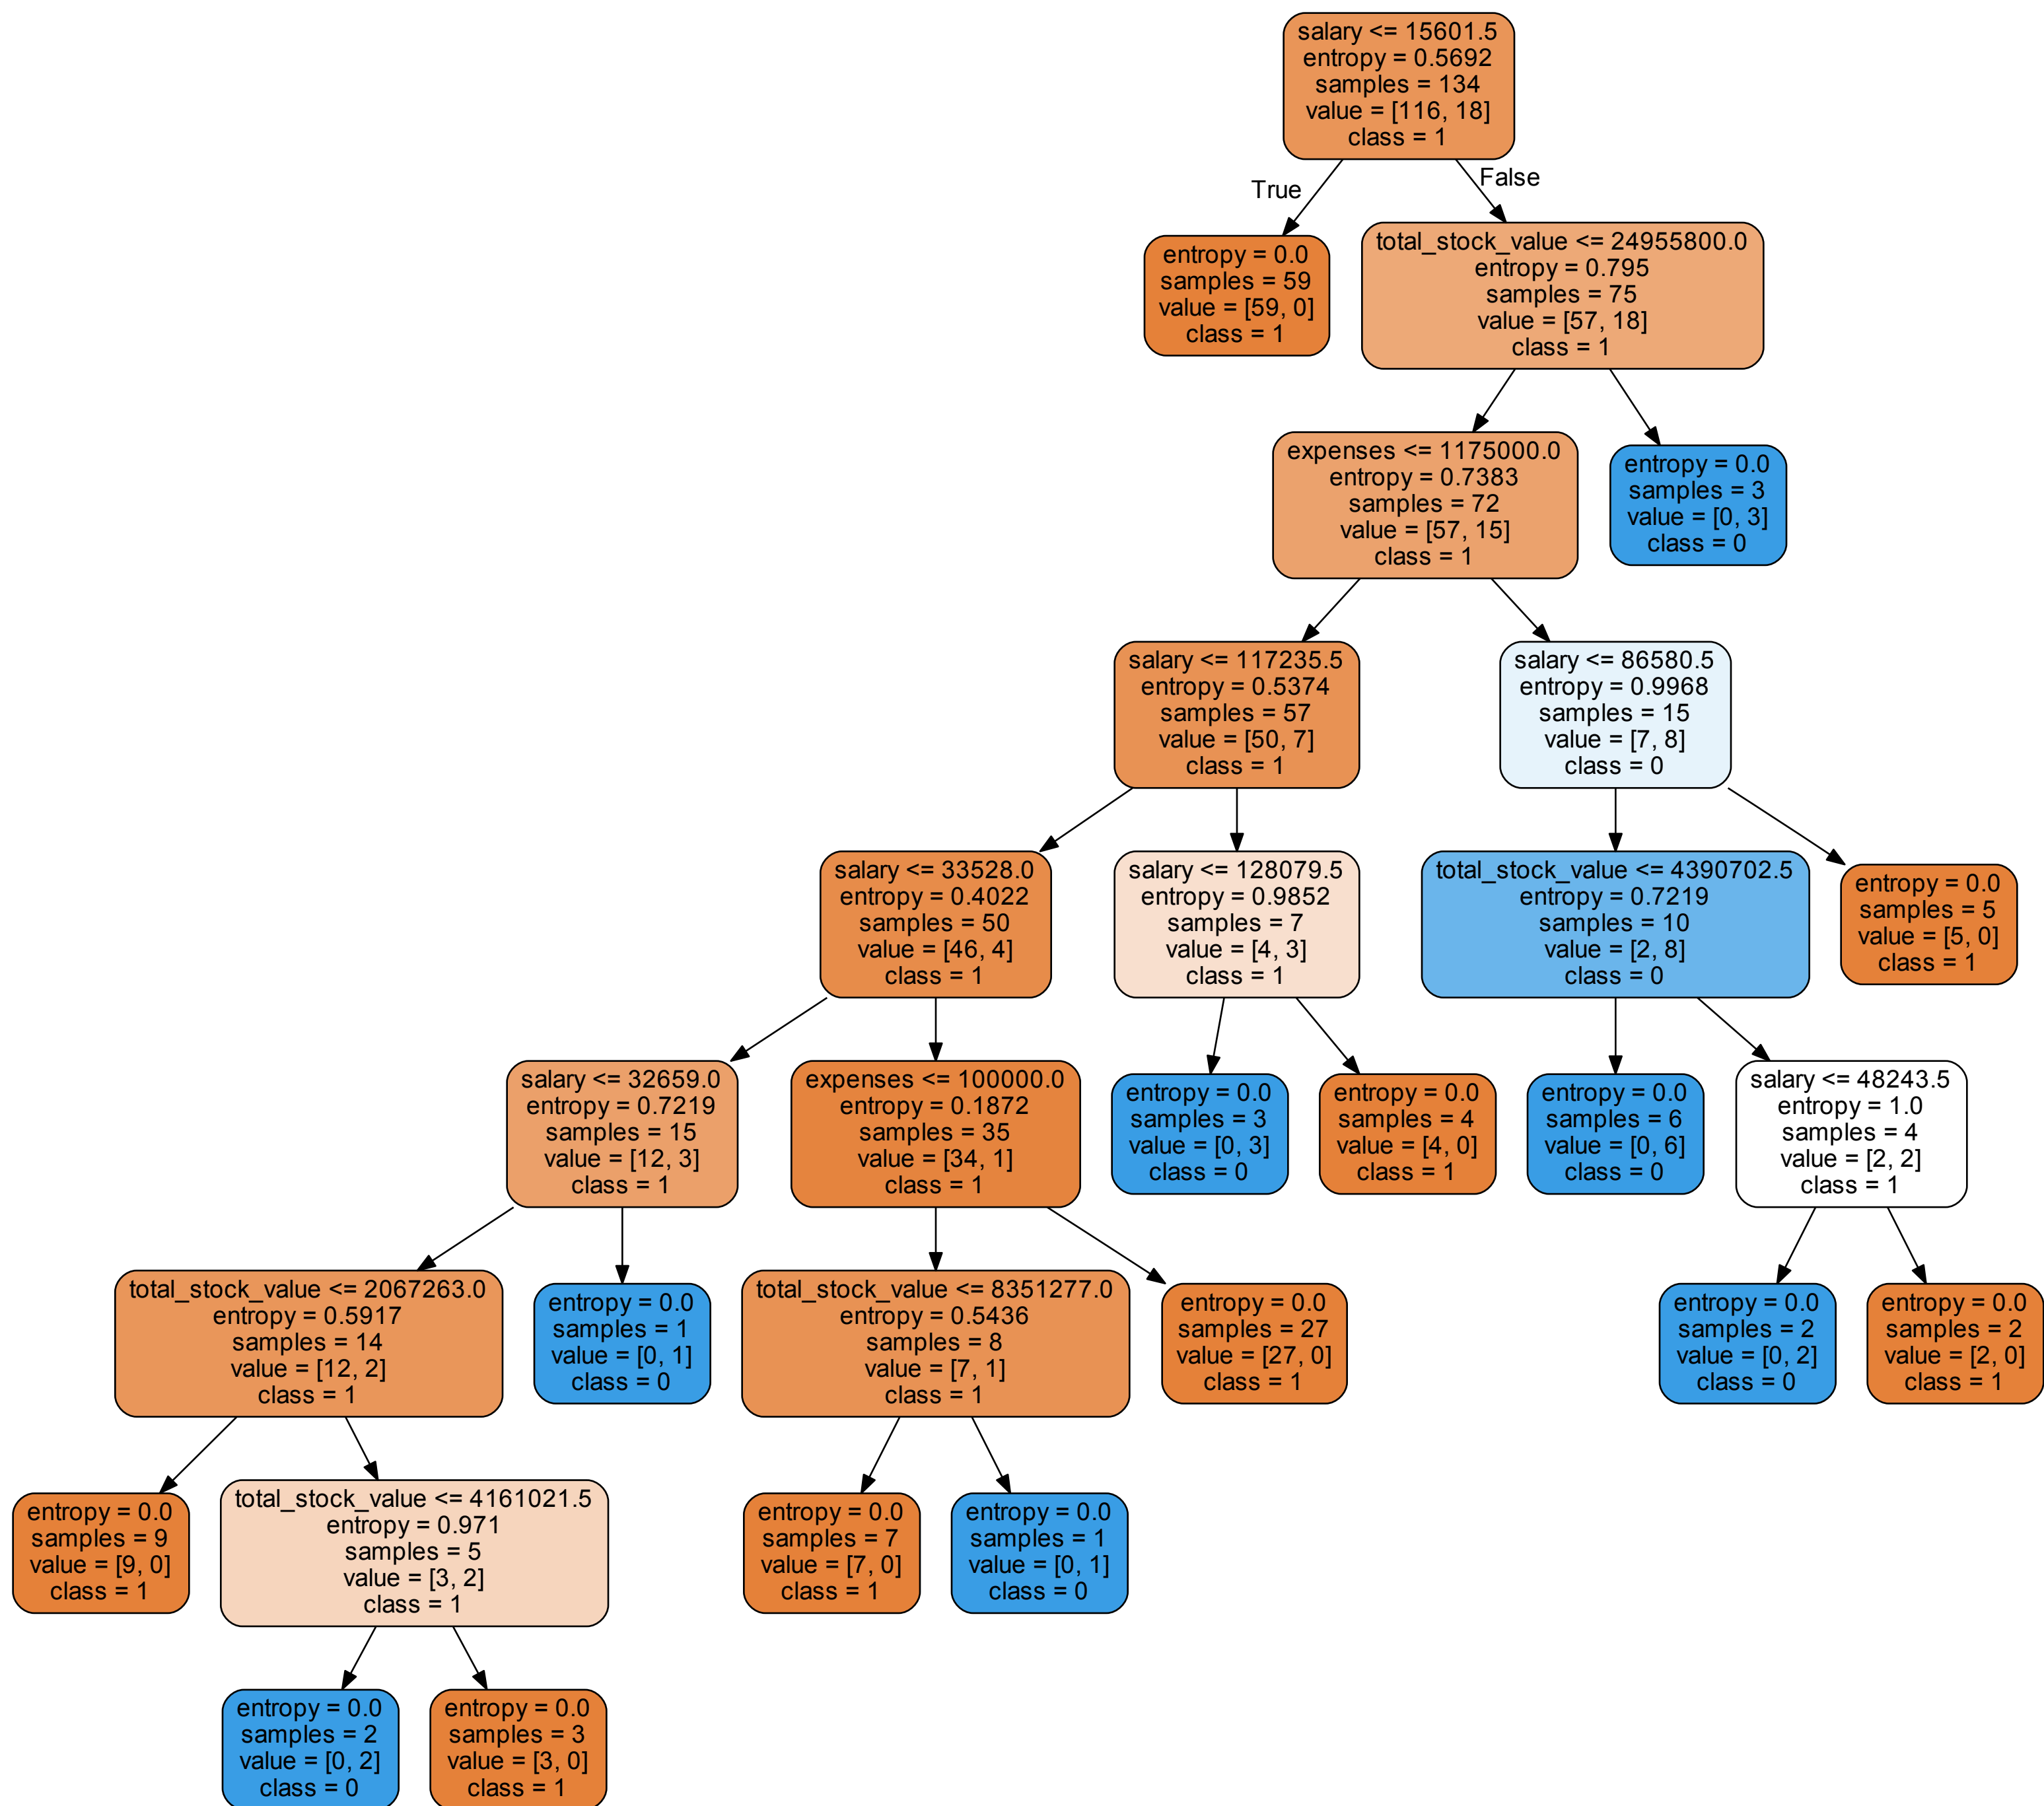 salary <= 15601.5
entropy = 0.5692
samples = 134
value = [116, 18]
class = 1
True
False
entropy = 0.0
samples = 59
value = [59, 0]
class = 1
total_stock_value <= 24955800.0
entropy = 0.795
samples = 75
value = [57, 18]
class = 1
expenses <= 1175000.0
entropy = 0.7383
samples = 72
value = [57, 15]
class = 1
entropy = 0.0
samples = 3
value = [0, 3]
class = 0
salary <= 117235.5
entropy = 0.5374
samples = 57
value = [50, 7]
class = 1
salary <= 86580.5
entropy = 0.9968
samples = 15
value = [7, 8]
class = 0
salary <= 33528.0
entropy = 0.4022
samples = 50
value = [46, 4]
class = 1
salary <= 128079.5
entropy = 0.9852
samples = 7
value = [4, 3]
class = 1
total_stock_value <= 4390702.5
entropy = 0.7219
samples = 10
value = [2, 8]
class = 0
entropy = 0.0
samples = 5
value = [5, 0]
class = 1
salary <= 32659.0
entropy = 0.7219
samples = 15
value = [12, 3]
class = 1
expenses <= 100000.0
entropy = 0.1872
samples = 35
value = [34, 1]
class = 1
entropy = 0.0
samples = 3
value = [0, 3]
class = 0
entropy = 0.0
samples = 4
value = [4, 0]
class = 1
entropy = 0.0
samples = 6
value = [0, 6]
class = 0
salary <= 48243.5
entropy = 1.0
samples = 4
value = [2, 2]
class = 1
total_stock_value <= 2067263.0
entropy = 0.5917
samples = 14
value = [12, 2]
class = 1
entropy = 0.0
samples = 1
value = [0, 1]
class = 0
total_stock_value <= 8351277.0
entropy = 0.5436
samples = 8
value = [7, 1]
class = 1
entropy = 0.0
samples = 27
value = [27, 0]
class = 1
entropy = 0.0
samples = 2
value = [0, 2]
class = 0
entropy = 0.0
samples = 2
value = [2, 0]
class = 1
entropy = 0.0
samples = 9
value = [9, 0]
class = 1
total_stock_value <= 4161021.5
entropy = 0.971
samples = 5
value = [3, 2]
class = 1
entropy = 0.0
samples = 7
value = [7, 0]
class = 1
entropy = 0.0
samples = 1
value = [0, 1]
class = 0
entropy = 0.0
samples = 2
value = [0, 2]
class = 0
entropy = 0.0
samples = 3
value = [3, 0]
class = 1